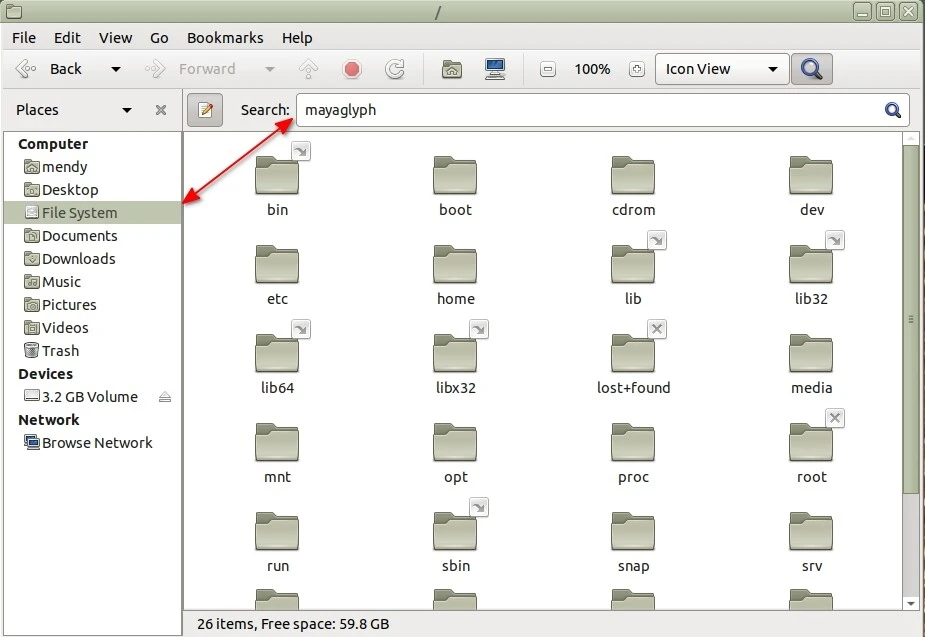 /
File Edit View Go Bookmarks Help
Back Forward 100% Icon View
Places Search: mayaglyph
Computer
mendy
Desktop
File System
Documents
Downloads
Music
Pictures
Videos
Trash
Devices
3.2 GB Volume
Network
Browse Network
bin boot cdrom dev
etc home lib lib32
lib64 libx32 lost+found media
mnt opt proc root
run sbin snap srv
26 items, Free space: 59.8 GB